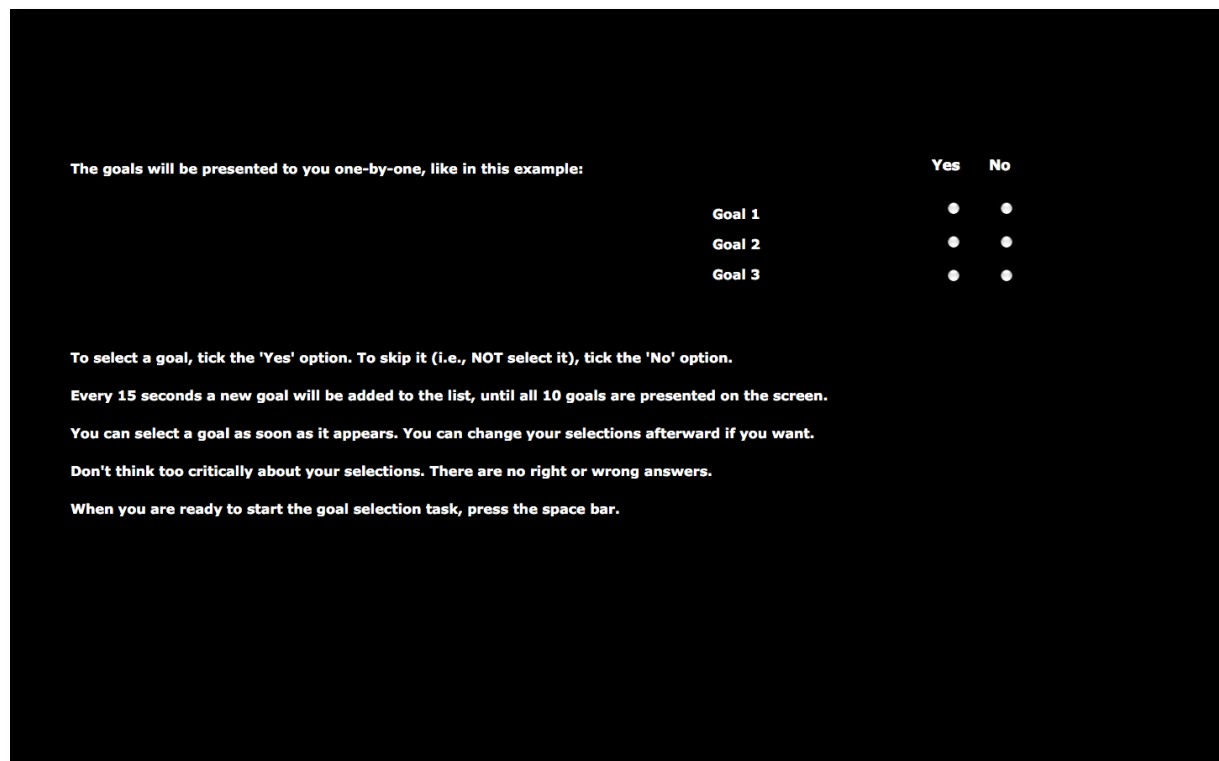 The goals will be presented to you one-by-one, like in this example:
Yes No
Goal 1
Goal 2
Goal 3
To select a goal, tick the 'Yes' option. To skip it (i.e., NOT select it), tick the 'No' option.
Every 15 seconds a new goal will be added to the list, until all 10 goals are presented on the screen.
You can select a goal as soon as it appears. You can change your selections afterward if you want.
Don't think too critically about your selections. There are no right or wrong answers.
When you are ready to start the goal selection task, press the space bar.